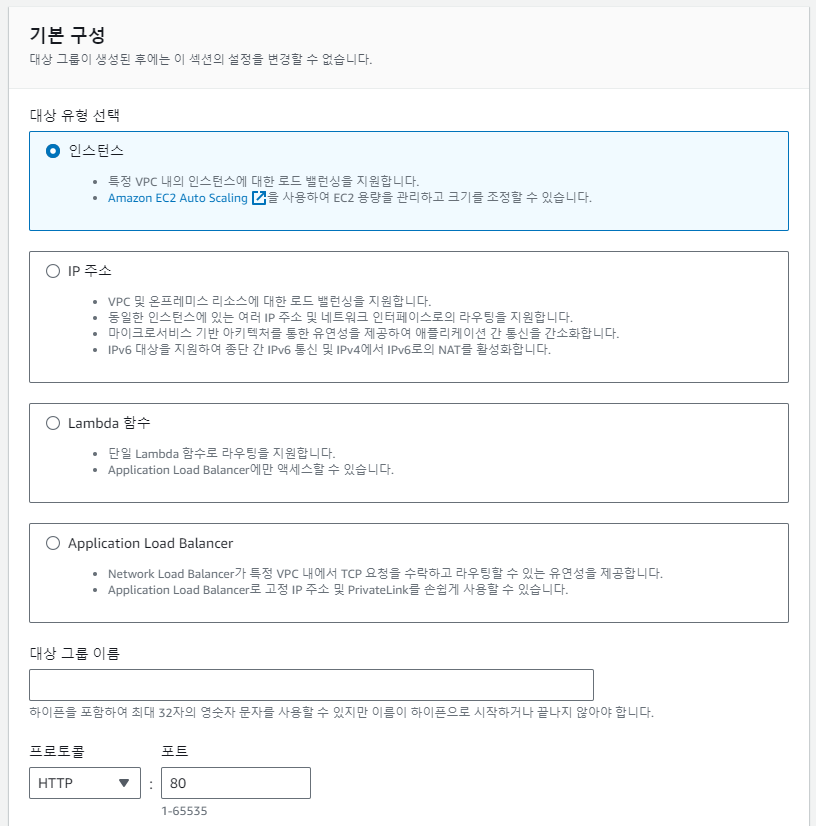 기본 구성
대상 그룹이 생성된 후에는 이 섹션의 설정을 변경할 수 없습니다.
대상 유형 선택
인스턴스
특정 VPC 내의 인스턴스에 대한 로드 밸런싱을 지원합니다.
Amazon EC2 Auto Scaling 을 사용하여 EC2 용량을 관리하고 크기를 조정할 수 있습니다.
IP 주소
VPC 및 온프레미스 리소스에 대한 로드 밸런싱을 지원합니다.
동일한 인스턴스에 있는 여러 IP 주소 및 네트워크 인터페이스로의 라우팅을 지원합니다.
마이크로서비스 기반 아키텍처를 통한 유연성을 제공하여 애플리케이션 간 통신을 간소화합니다.
IPv6 대상을 지원하여 종단 간 IPv6 통신 및 IPv4에서 IPv6로의 NAT를 활성화합니다.
Lambda 함수
단일 Lambda 함수로 라우팅을 지원합니다.
Application Load Balancer에만 액세스할 수 있습니다.
Application Load Balancer
Network Load Balancer가 특정 VPC 내에서 TCP 요청을 수락하고 라우팅할 수 있는 유연성을 제공합니다.
Application Load Balancer로 고정 IP 주소 및 PrivateLink를 손쉽게 사용할 수 있습니다.
대상 그룹 이름
하이픈을 포함하여 최대 32자의 영숫자 문자를 사용할 수 있지만 이름이 하이픈으로 시작하거나 끝나지 않아야 합니다.
프로토콜 포트
HTTP : 80
1-65535